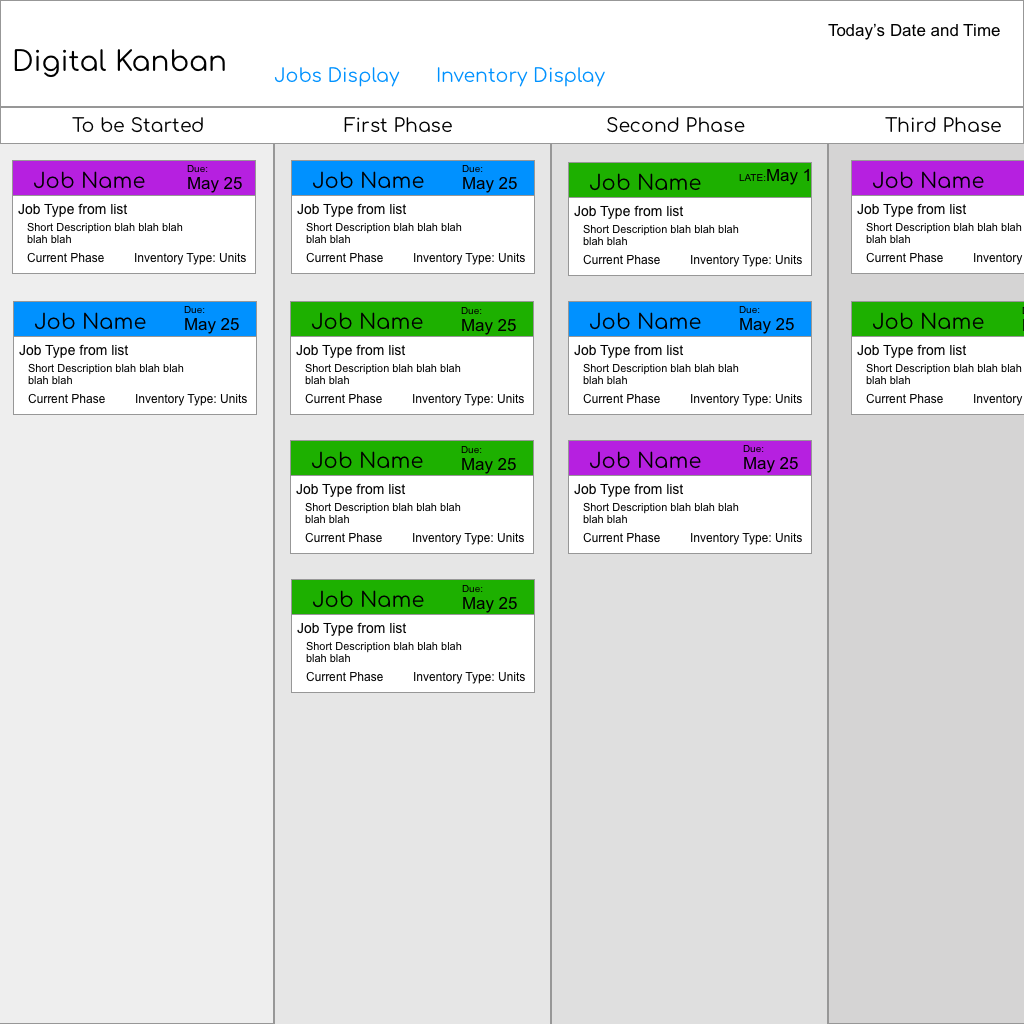 Today’s Date and Time
Digital Kanban
Jobs Display
Inventory Display
To be Started
First Phase
Second Phase
Third Phase
Job Name
Due:
May 25
Job Type from list
Short Description blah blah blah
blah blah
Current Phase
Inventory Type: Units
Job Name
Due:
May 25
Job Type from list
Short Description blah blah blah
blah blah
Current Phase
Inventory Type: Units
Job Name
Due:
May 25
Job Type from list
Short Description blah blah blah
blah blah
Current Phase
Inventory Type: Units
Job Name
Due:
May 25
Job Type from list
Short Description blah blah blah
blah blah
Current Phase
Inventory Type: Units
Job Name
Due:
May 25
Job Type from list
Short Description blah blah blah
blah blah
Current Phase
Inventory Type: Units
Job Name
Due:
May 25
Job Type from list
Short Description blah blah blah
blah blah
Current Phase
Inventory Type: Units
Job Name
LATE:May 1
Job Type from list
Short Description blah blah blah
blah blah
Current Phase
Inventory Type: Units
Job Name
Due:
May 25
Job Type from list
Short Description blah blah blah
blah blah
Current Phase
Inventory Type: Units
Job Name
Due:
May 25
Job Type from list
Short Description blah blah blah
blah blah
Current Phase
Inventory Type: Units
Job Name
Job Type from list
Short Description blah blah blah
blah blah
Current Phase
Inventory
Job Name
Job Type from list
Short Description blah blah blah
blah blah
Current Phase
Inventory